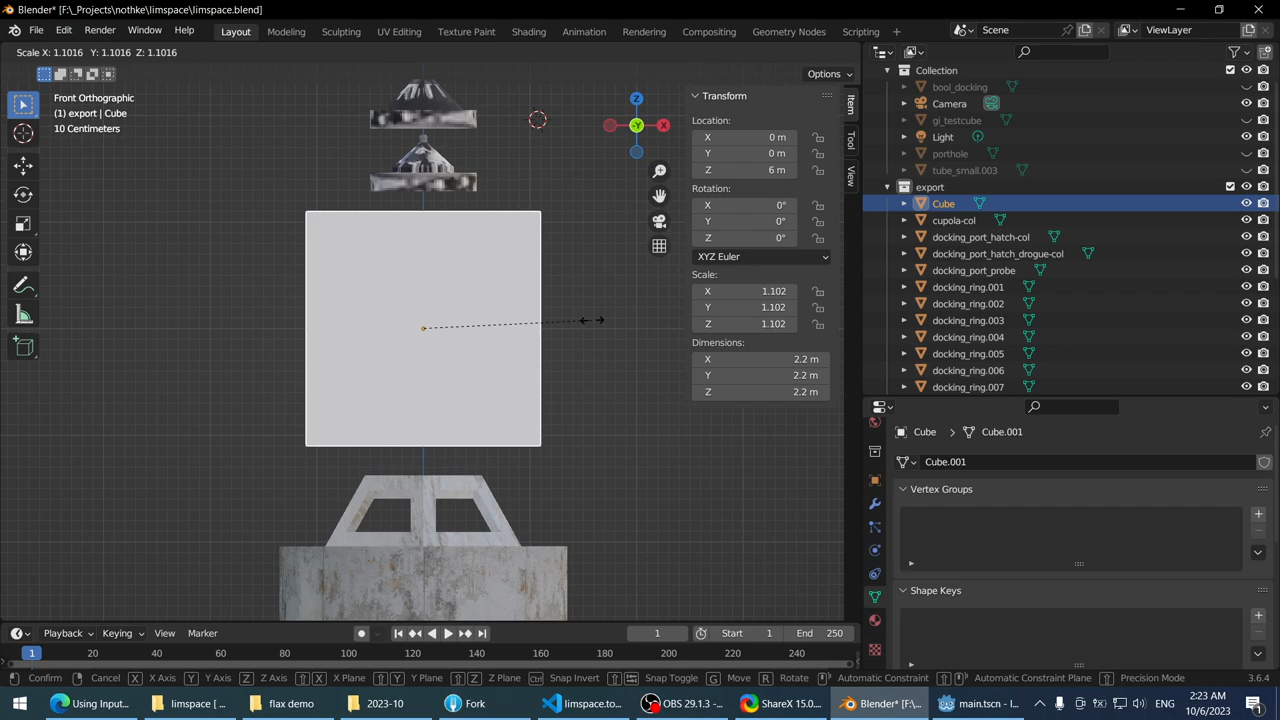 Blender* [F:\_Projects\nothke\limspace\limspace.blend]
File Edit Render Window Help Layout Modeling Sculpting UV Editing Texture Paint Shading Animation Rendering Compositing Geometry Nodes Scripting + Scene ViewLayer
Scale X: 1.1016 Y: 1.1016 Z: 1.1016
Options
Front Orthographic
(1) export | Cube
10 Centimeters
Z
-Y
X
Transform
Location:
X 0 m
Y 0 m
Z 6 m
Rotation:
X 0°
Y 0°
Z 0°
XYZ Euler
Scale:
X 1.102
Y 1.102
Z 1.102
Dimensions:
X 2.2 m
Y 2.2 m
Z 2.2 m
Item
Tool
View
Collection
bool_docking
Camera
gi_testcube
Light
porthole
tube_small.003
export
Cube
cupola-col
docking_port_hatch-col
docking_port_hatch_drogue-col
docking_port_probe
docking_ring.001
docking_ring.002
docking_ring.003
docking_ring.004
docking_ring.005
docking_ring.006
docking_ring.007
Cube > Cube.001
Cube.001
Vertex Groups
Shape Keys
Playback Keying View Marker 1 Start 1 End 250
1 20 40 60 80 100 120 140 160 180 200 220 240
Confirm Cancel X X Axis Y Y Axis Z Z Axis X X Plane Y Y Plane Z Z Plane Snap Invert Snap Toggle G Move R Rotate Automatic Constraint Automatic Constraint Plane Precision Mode 3.6.4
Using Input... limspace [ ... flax demo 2023-10 Fork limspace.to... OBS 29.1.3 -... ShareX 15.0... Blender* [F:\... main.tscn - l... 2:23 AM
10/6/2023